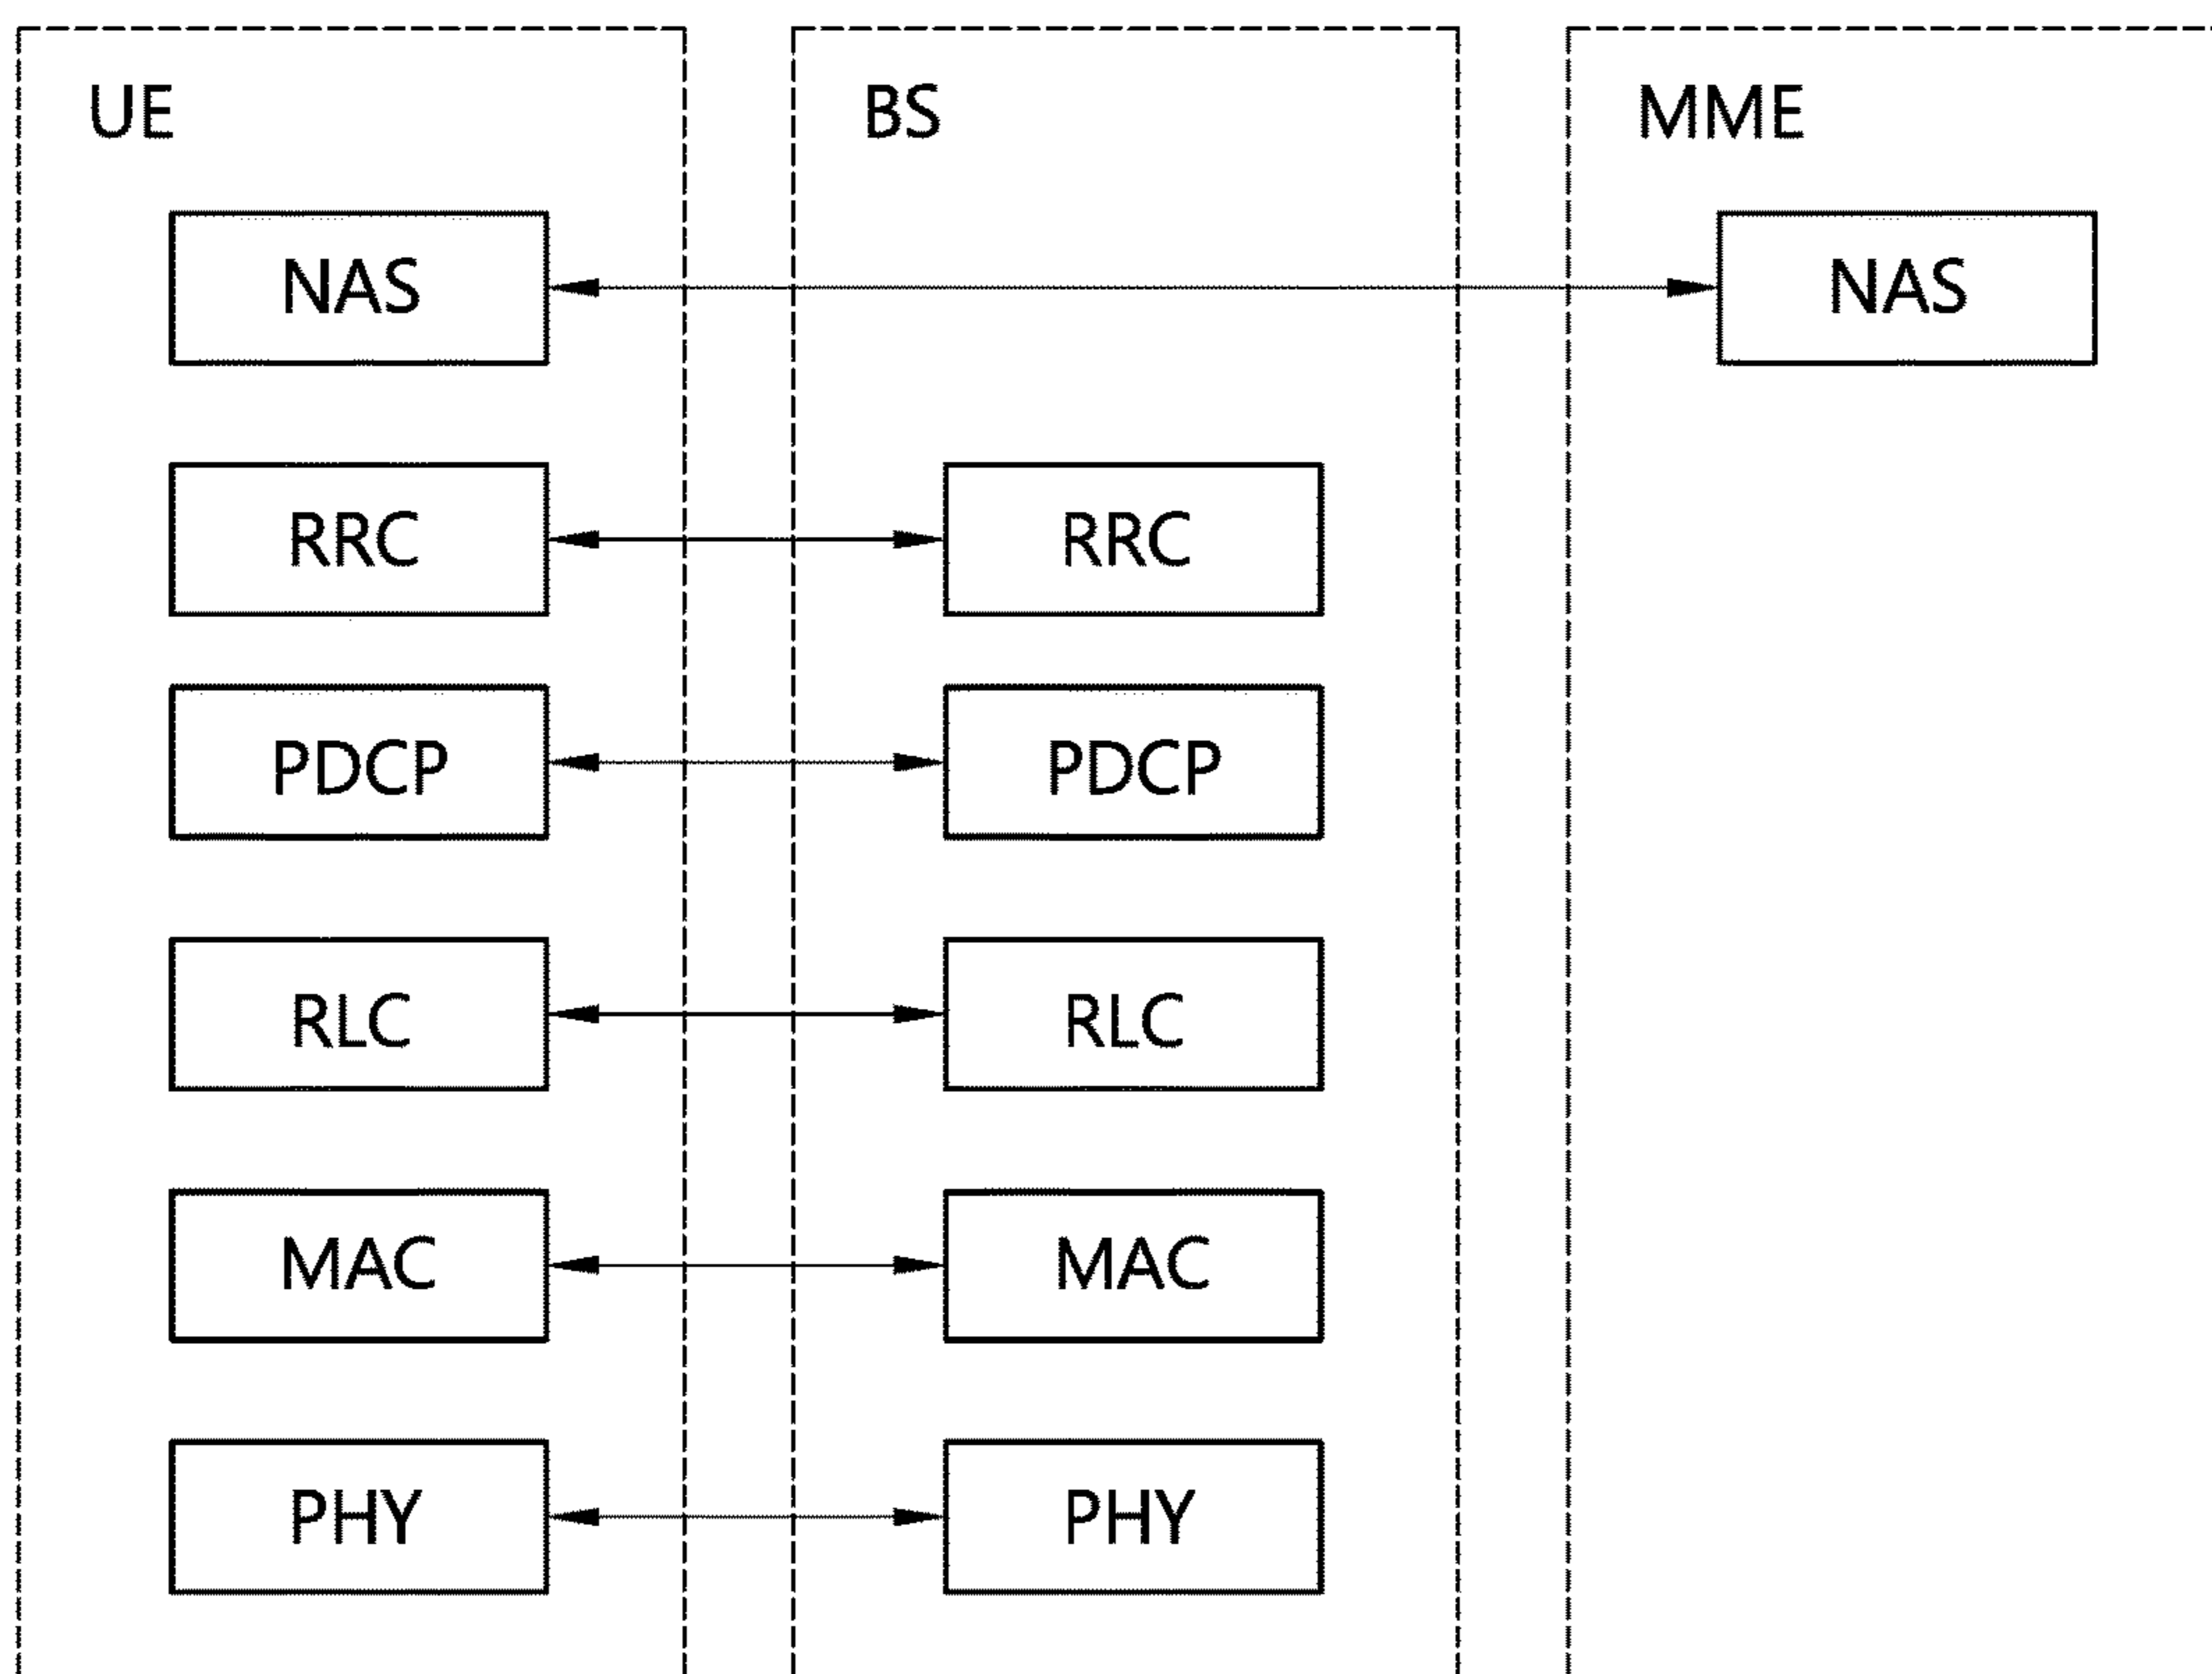 UE BS MME
NAS NAS
RRC RRC
PDCP PDCP
RLC RLC
MAC MAC
PHY PHY